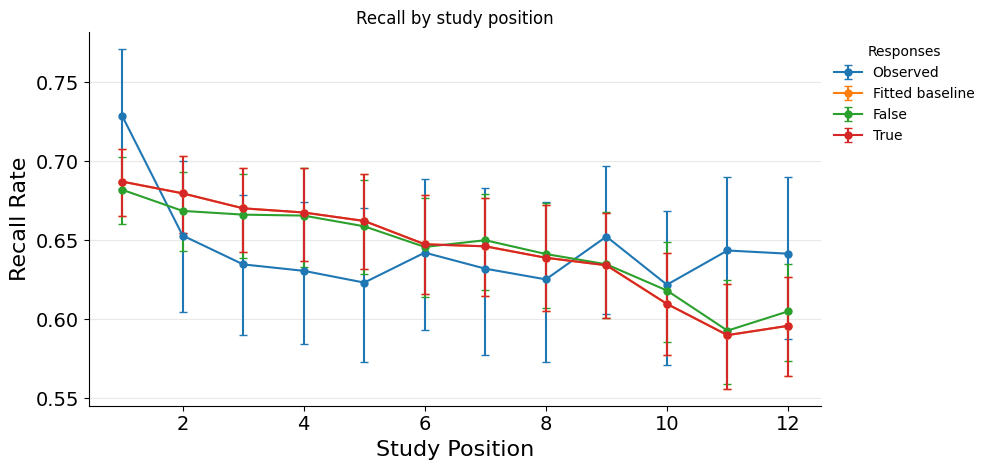 Recall by study position
Recall Rate
0.75
0.70
0.65
0.60
0.55
2 4 6 8 10 12
Study Position
Responses
Observed
Fitted baseline
False
True